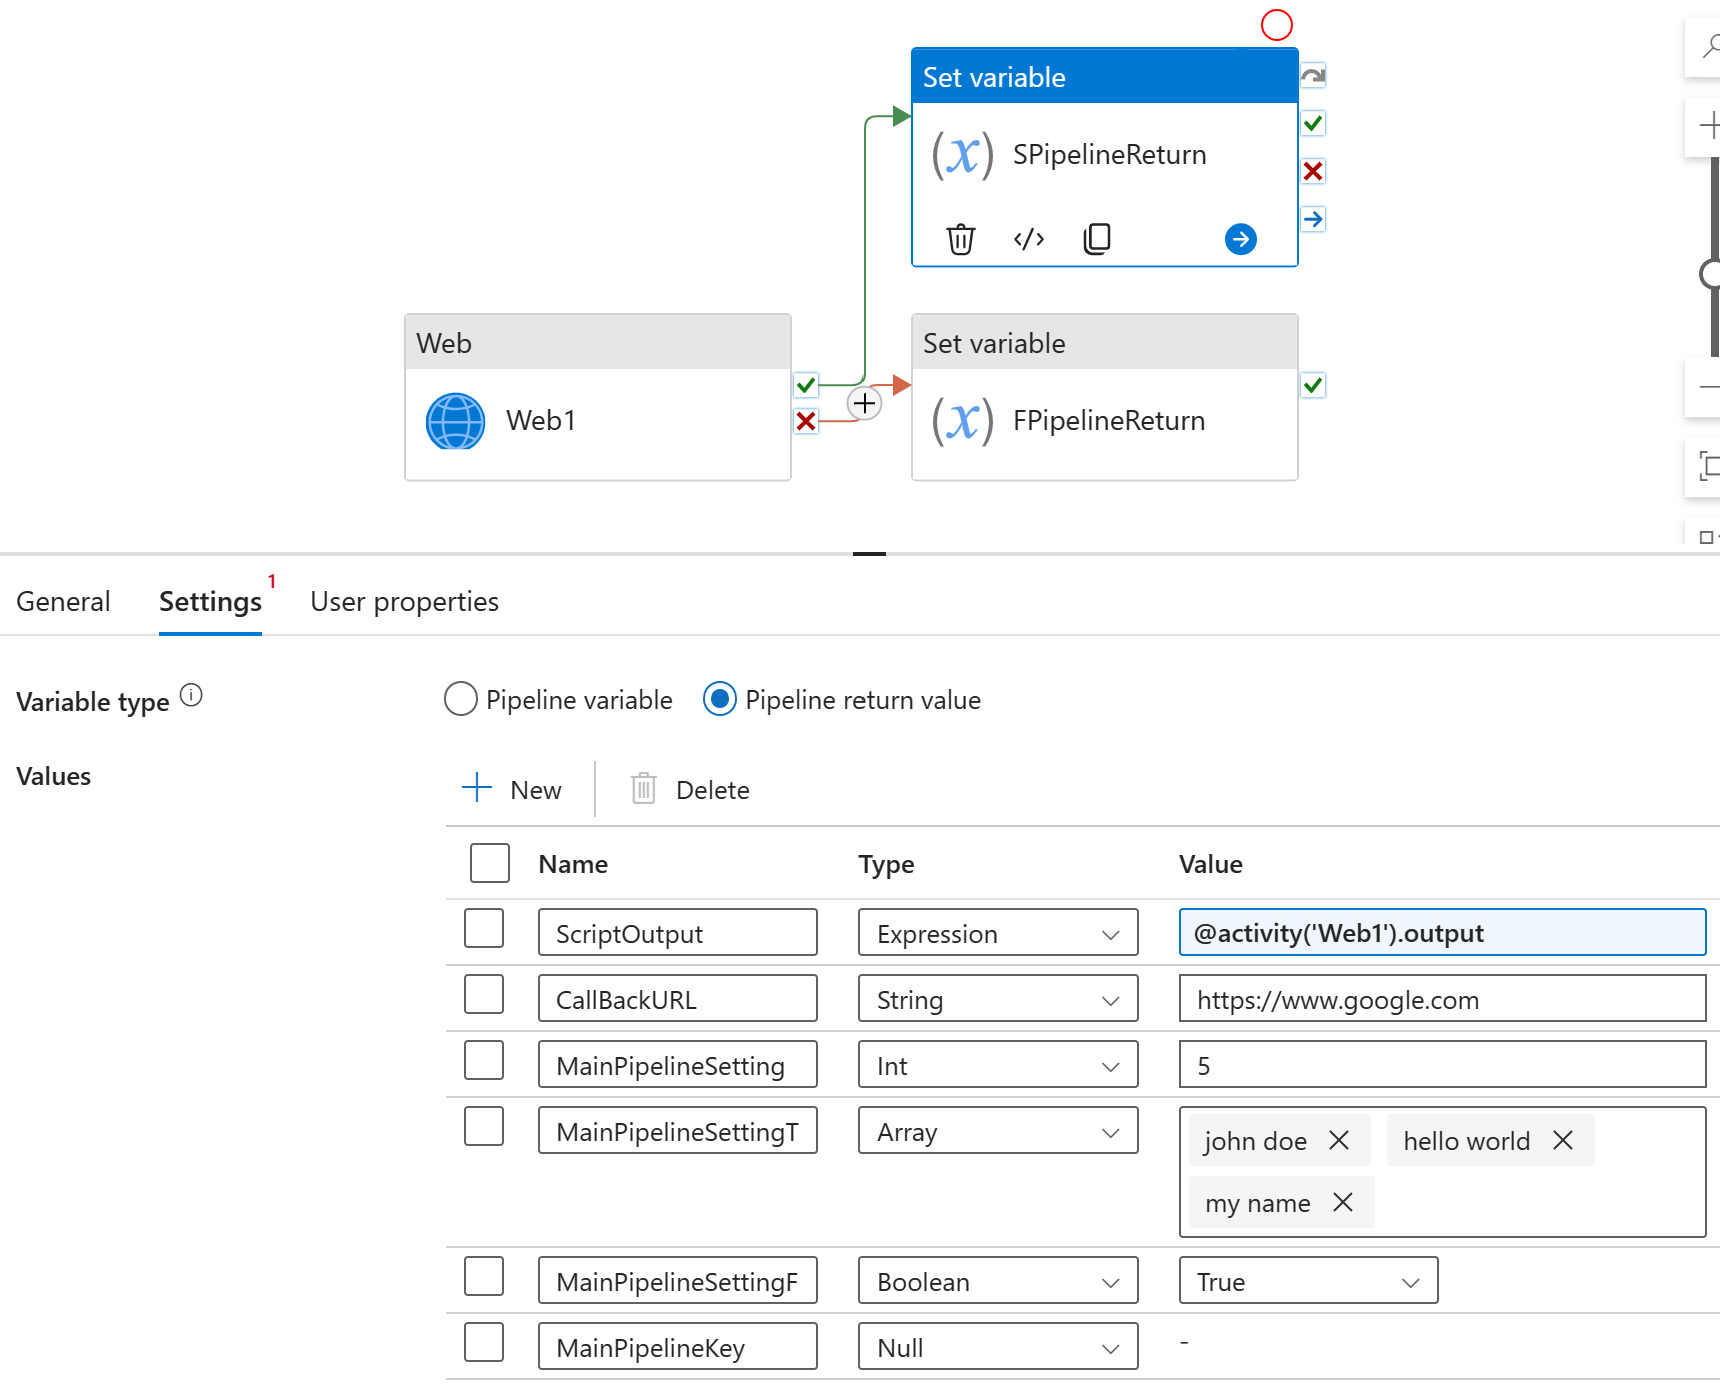 Set variable
(x) SPipelineReturn
</>
Web
Web1
Set variable
(x) FPipelineReturn
General
Settings 1
User properties
Variable type i
Pipeline variable
Pipeline return value
Values
New
Delete
Name Type Value
ScriptOutput Expression @activity('Web1').output
CallBackURL String https://www.google.com
MainPipelineSetting Int 5
MainPipelineSettingT Array john doe hello world
my name
MainPipelineSettingF Boolean True
MainPipelineKey Null -